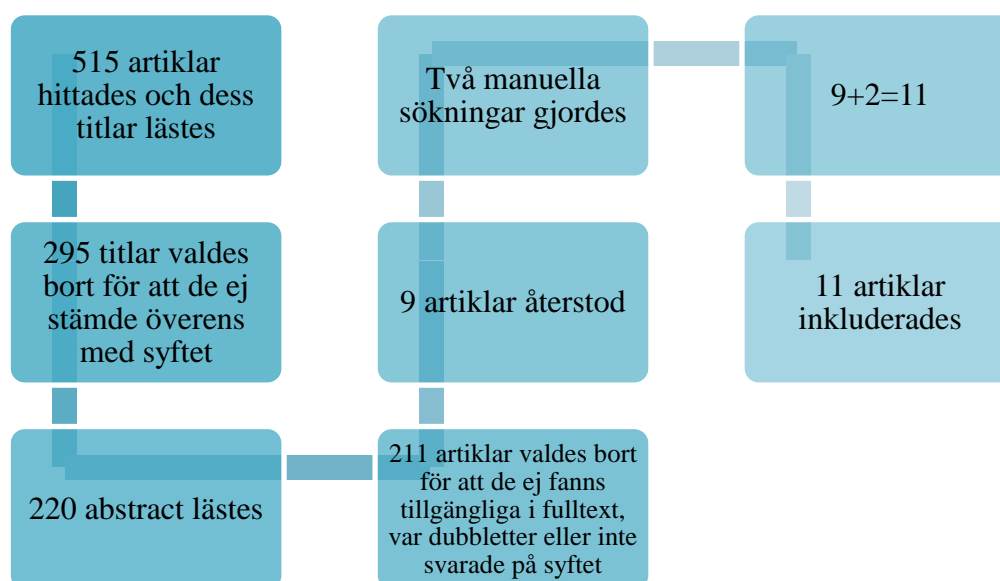 515 artiklar
hittades och dess
titlar lästes
295 titlar valdes
bort för att de ej
stämde överens
med syftet
220 abstract lästes
211 artiklar valdes bort
för att de ej fanns
tillgängliga i fulltext,
var dubbletter eller inte
svarade på syftet
9 artiklar återstod
Två manuella
sökningar gjordes
9+2=11
11 artiklar
inkluderades